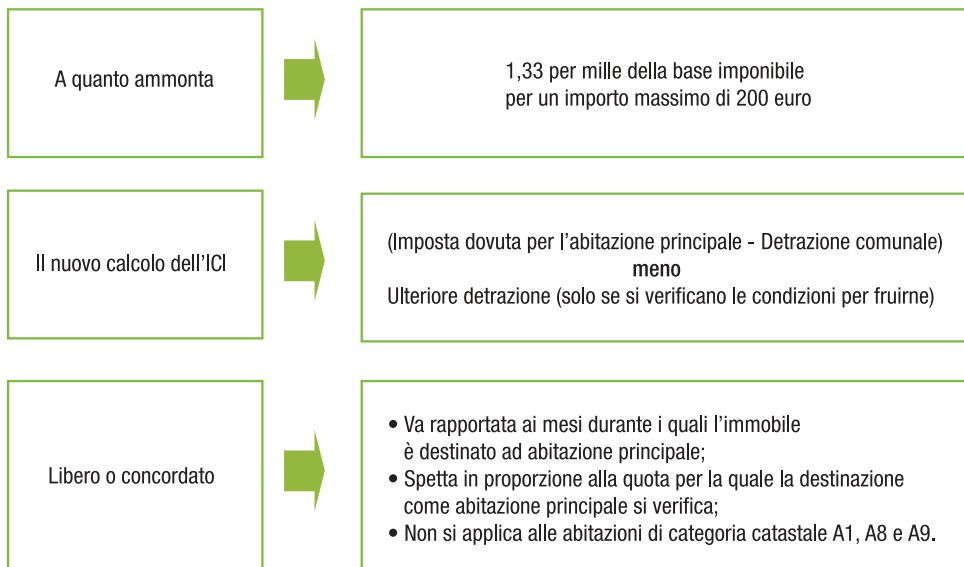 A quanto ammonta
1,33 per mille della base imponibile
per un importo massimo di 200 euro
Il nuovo calcolo dell'ICI
(Imposta dovuta per l'abitazione principale - Detrazione comunale)
meno
Ulteriore detrazione (solo se si verificano le condizioni per fruirne)
Libero o concordato
• Va rapportata ai mesi durante i quali l'immobile
è destinato ad abitazione principale;
• Spetta in proporzione alla quota per la quale la destinazione
come abitazione principale si verifica;
• Non si applica alle abitazioni di categoria catastale A1, A8 e A9.